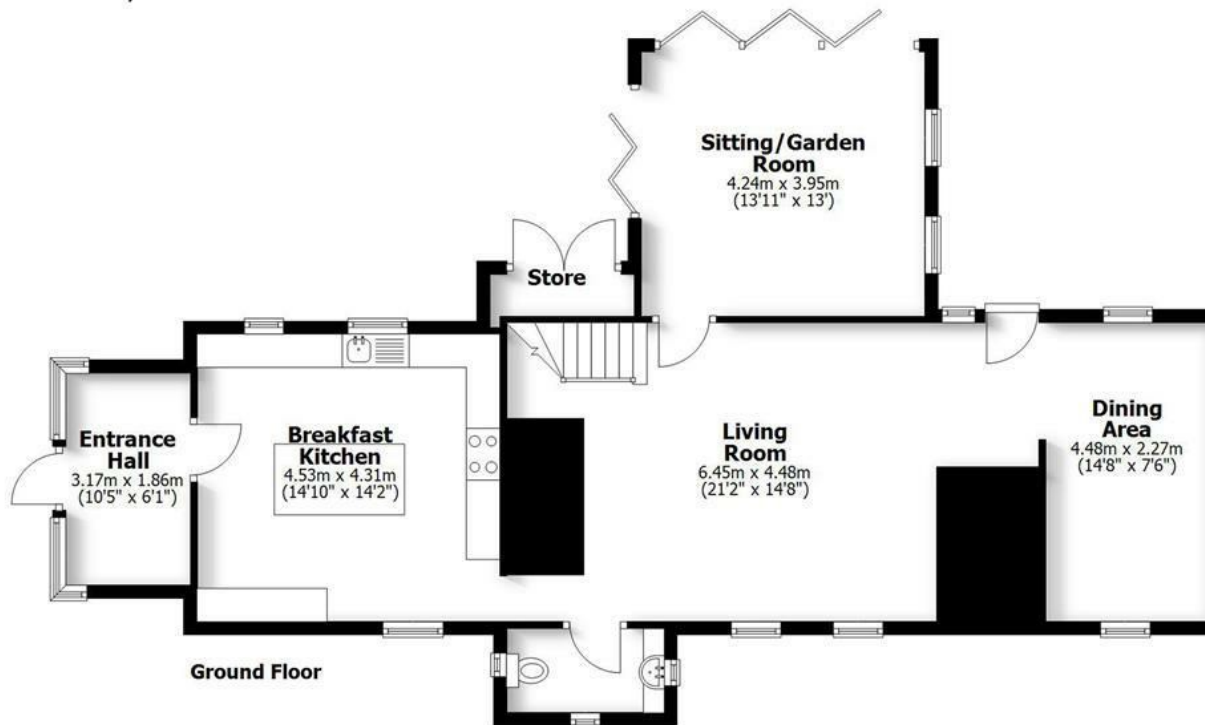 Sitting/Garden
Room
4.24m x 3.95m
(13'11" x 13')
Store
Entrance
Hall
3.17m x 1.86m
(10'5" x 6'1")
Breakfast
Kitchen
4.53m x 4.31m
(14'10" x 14'2")
Living
Room
6.45m x 4.48m
(21'2" x 14'8")
Dining
Area
4.48m x 2.27m
(14'8" x 7'6")
Ground Floor